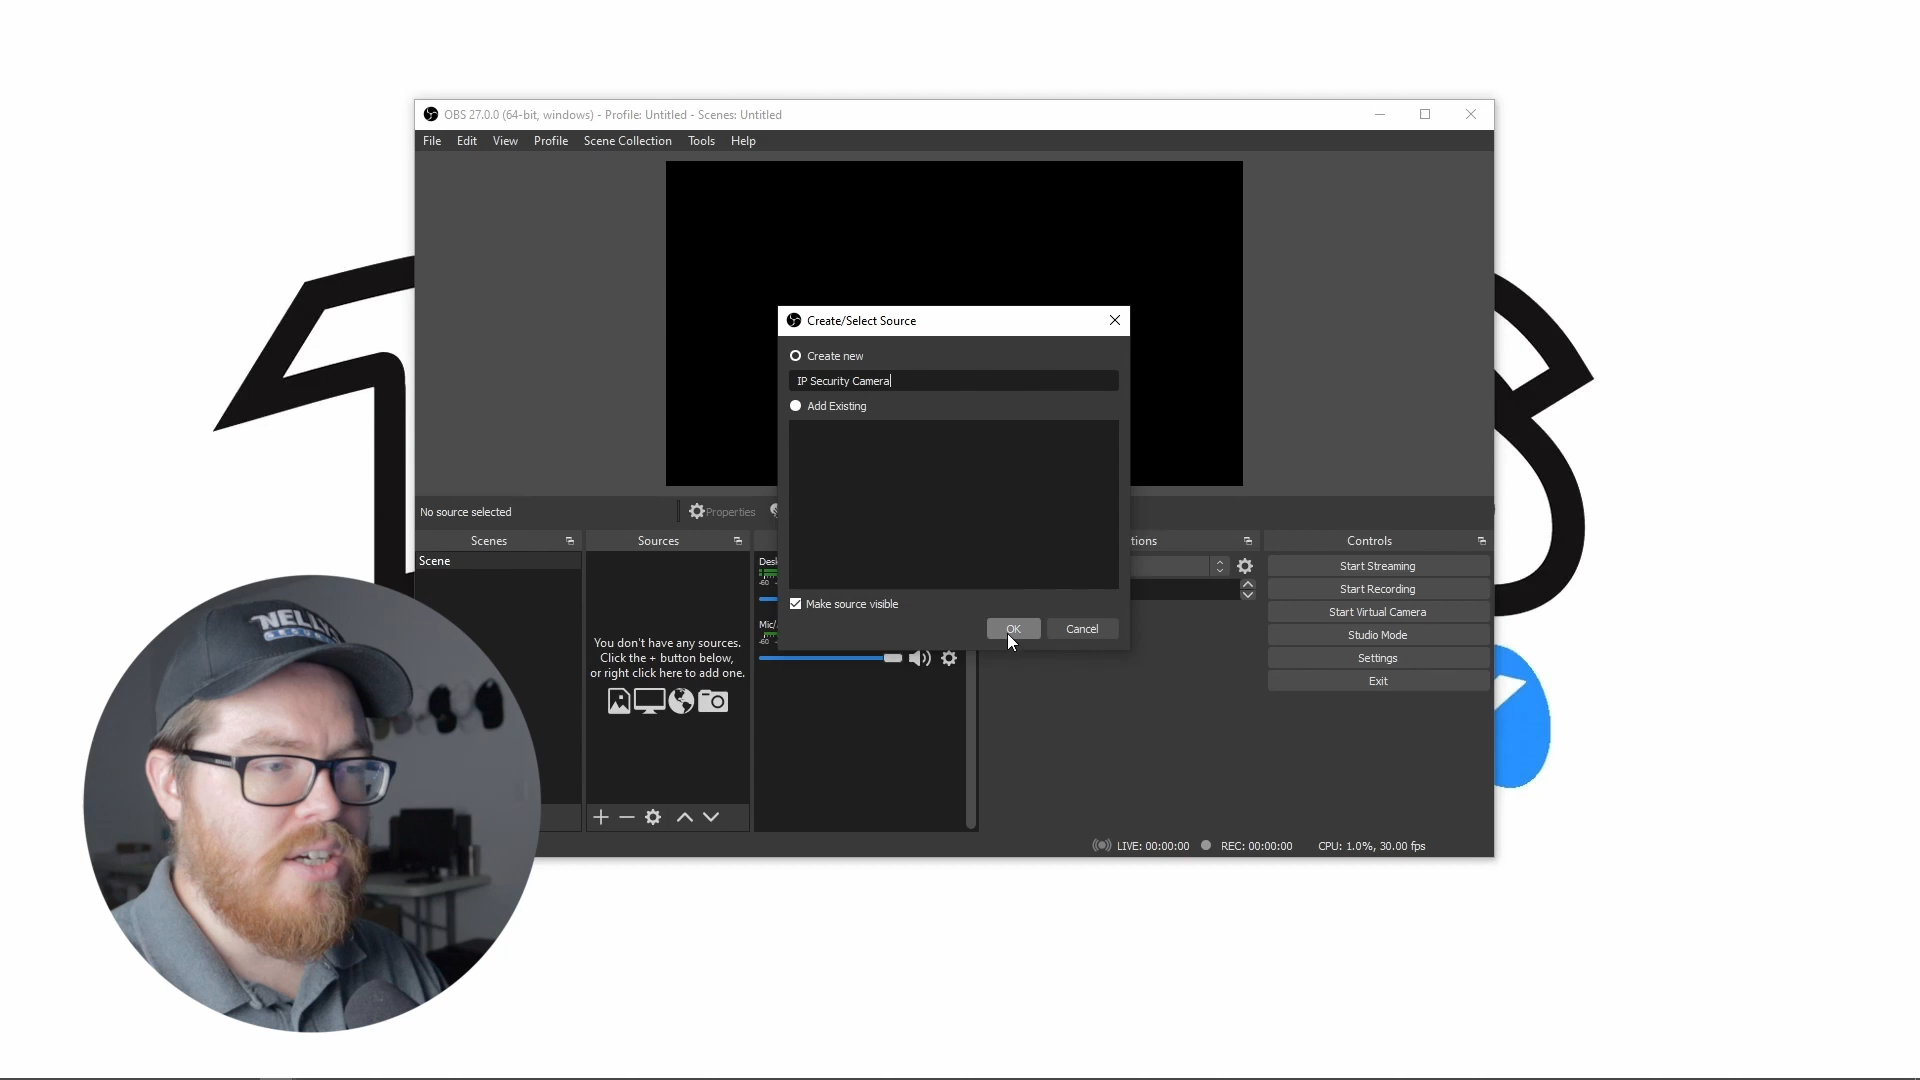 OBS 27.0.0 (64-bit, windows) - Profile: Untitled - Scenes: Untitled
File Edit View Profile Scene Collection Tools Help
Create/Select Source
Create new
IP Security Camera
Add Existing
Make source visible
OK Cancel
No source selected
Properties
Scenes
Scene
Sources
You don't have any sources.
Click the + button below,
or right click here to add one.
-60
-60
tions
Controls
Start Streaming
Start Recording
Start Virtual Camera
Studio Mode
Settings
Exit
LIVE: 00:00:00 REC: 00:00:00 CPU: 1.0%, 30.00 fps